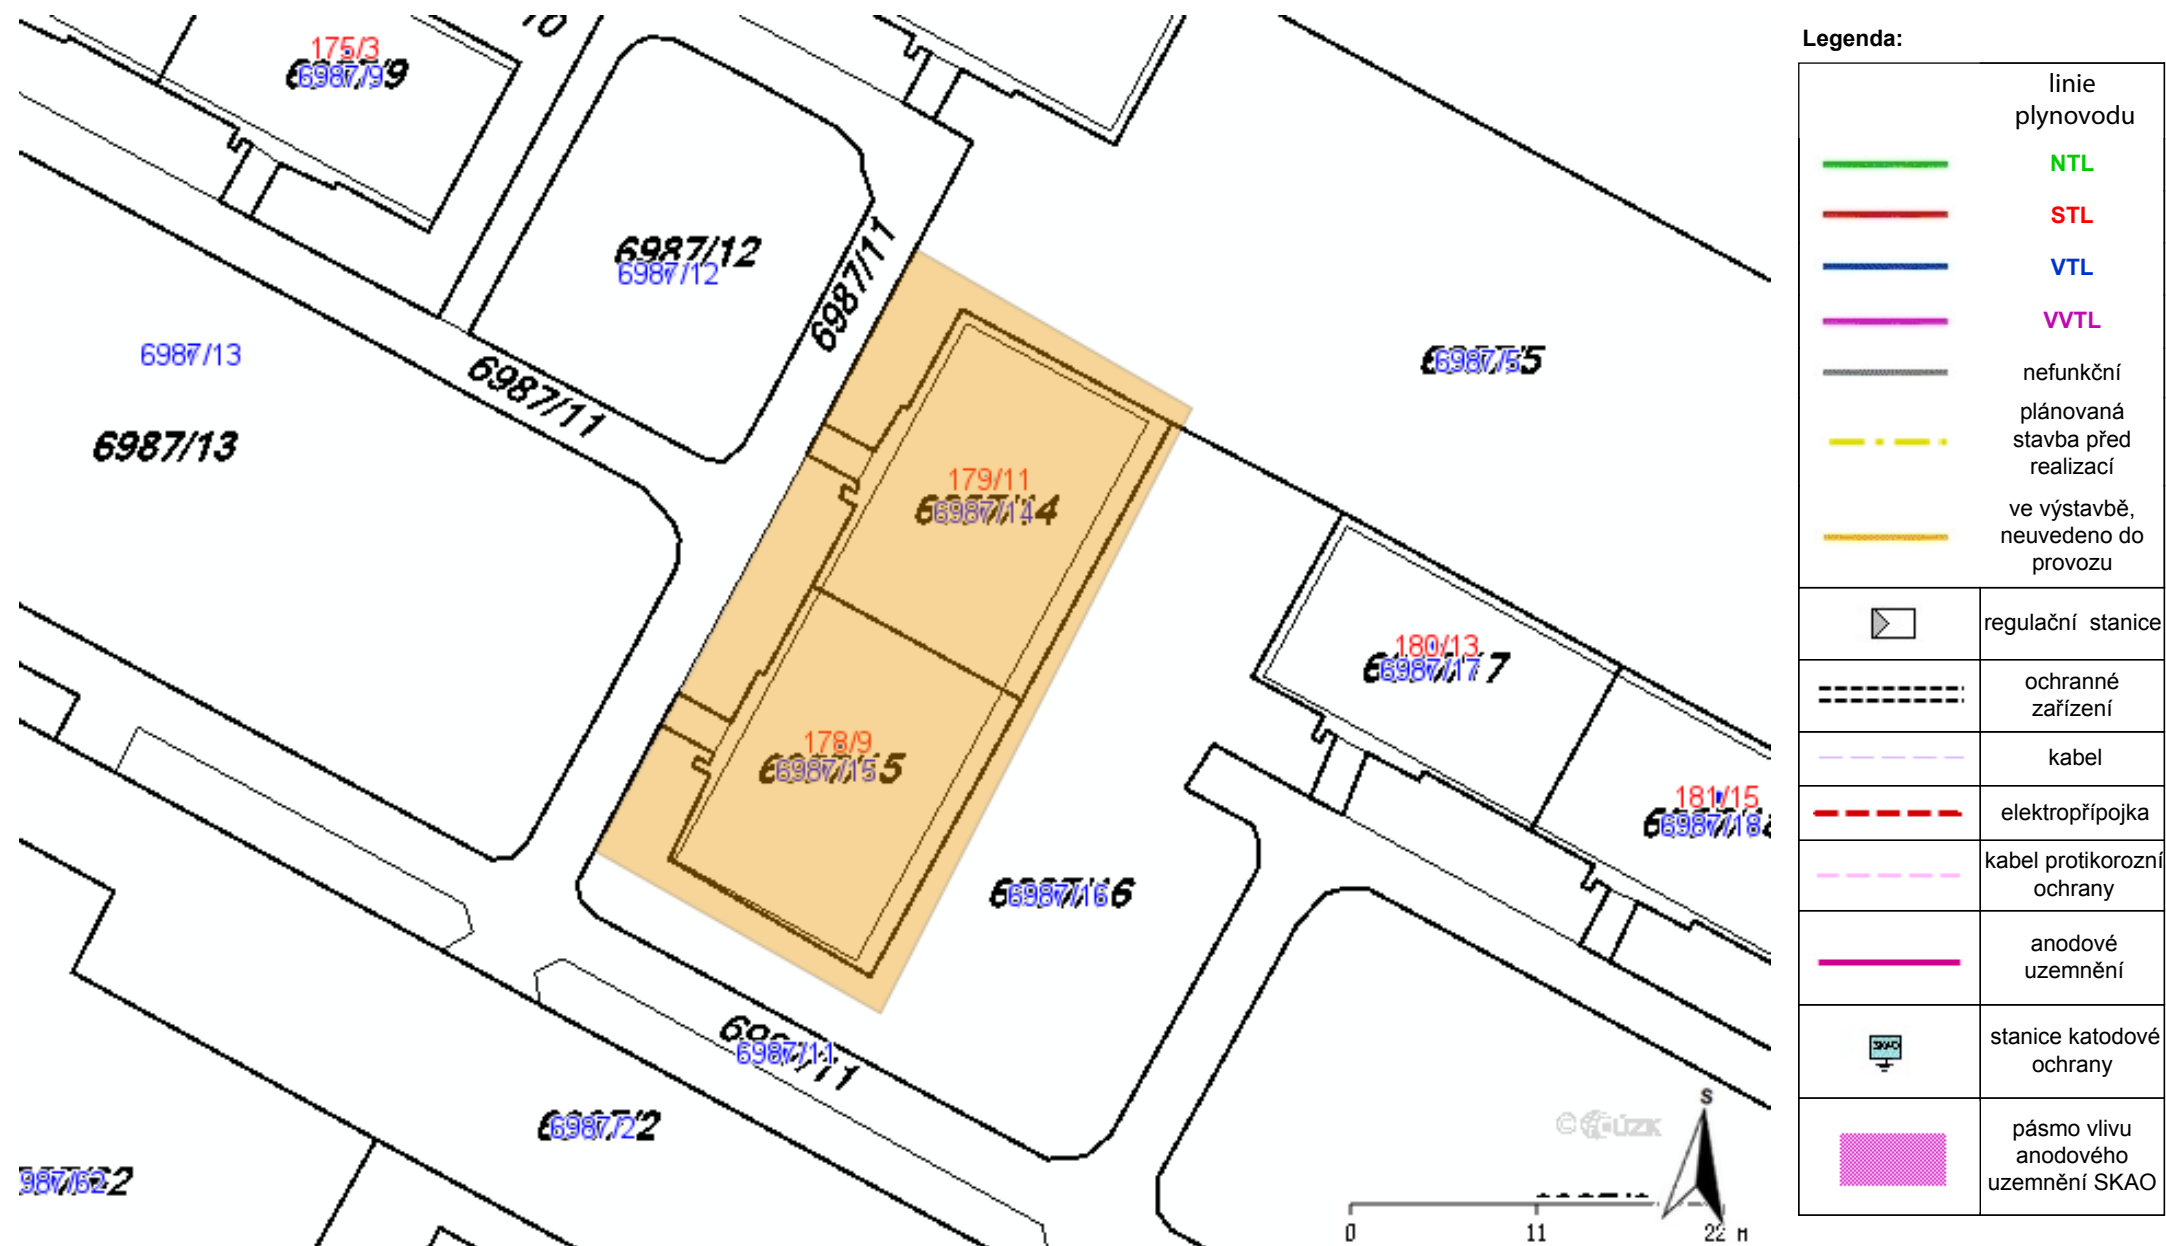 175/3
6987/9
6987/12
6987/12
6987/11
6987/13
6987/13
6987/11
6987/5
179/11
6987/14
180/13
6987/17
178/9
6987/15
181/15
6987/18
6987/16
6987/11
6987/2
S
0
11
22 m
Legenda:
linie
plynovodu
NTL
STL
VTL
VVTL
nefunkční
plánovaná
stavba před
realizací
ve výstavbě,
neuvedeno do
provozu
regulační stanice
ochranné
zařízení
kabel
elektropřípojka
kabel protikorozní
ochrany
anodové
uzemnění
SKAO
stanice katodové
ochrany
pásmo vlivu
anodového
uzemnění SKAO